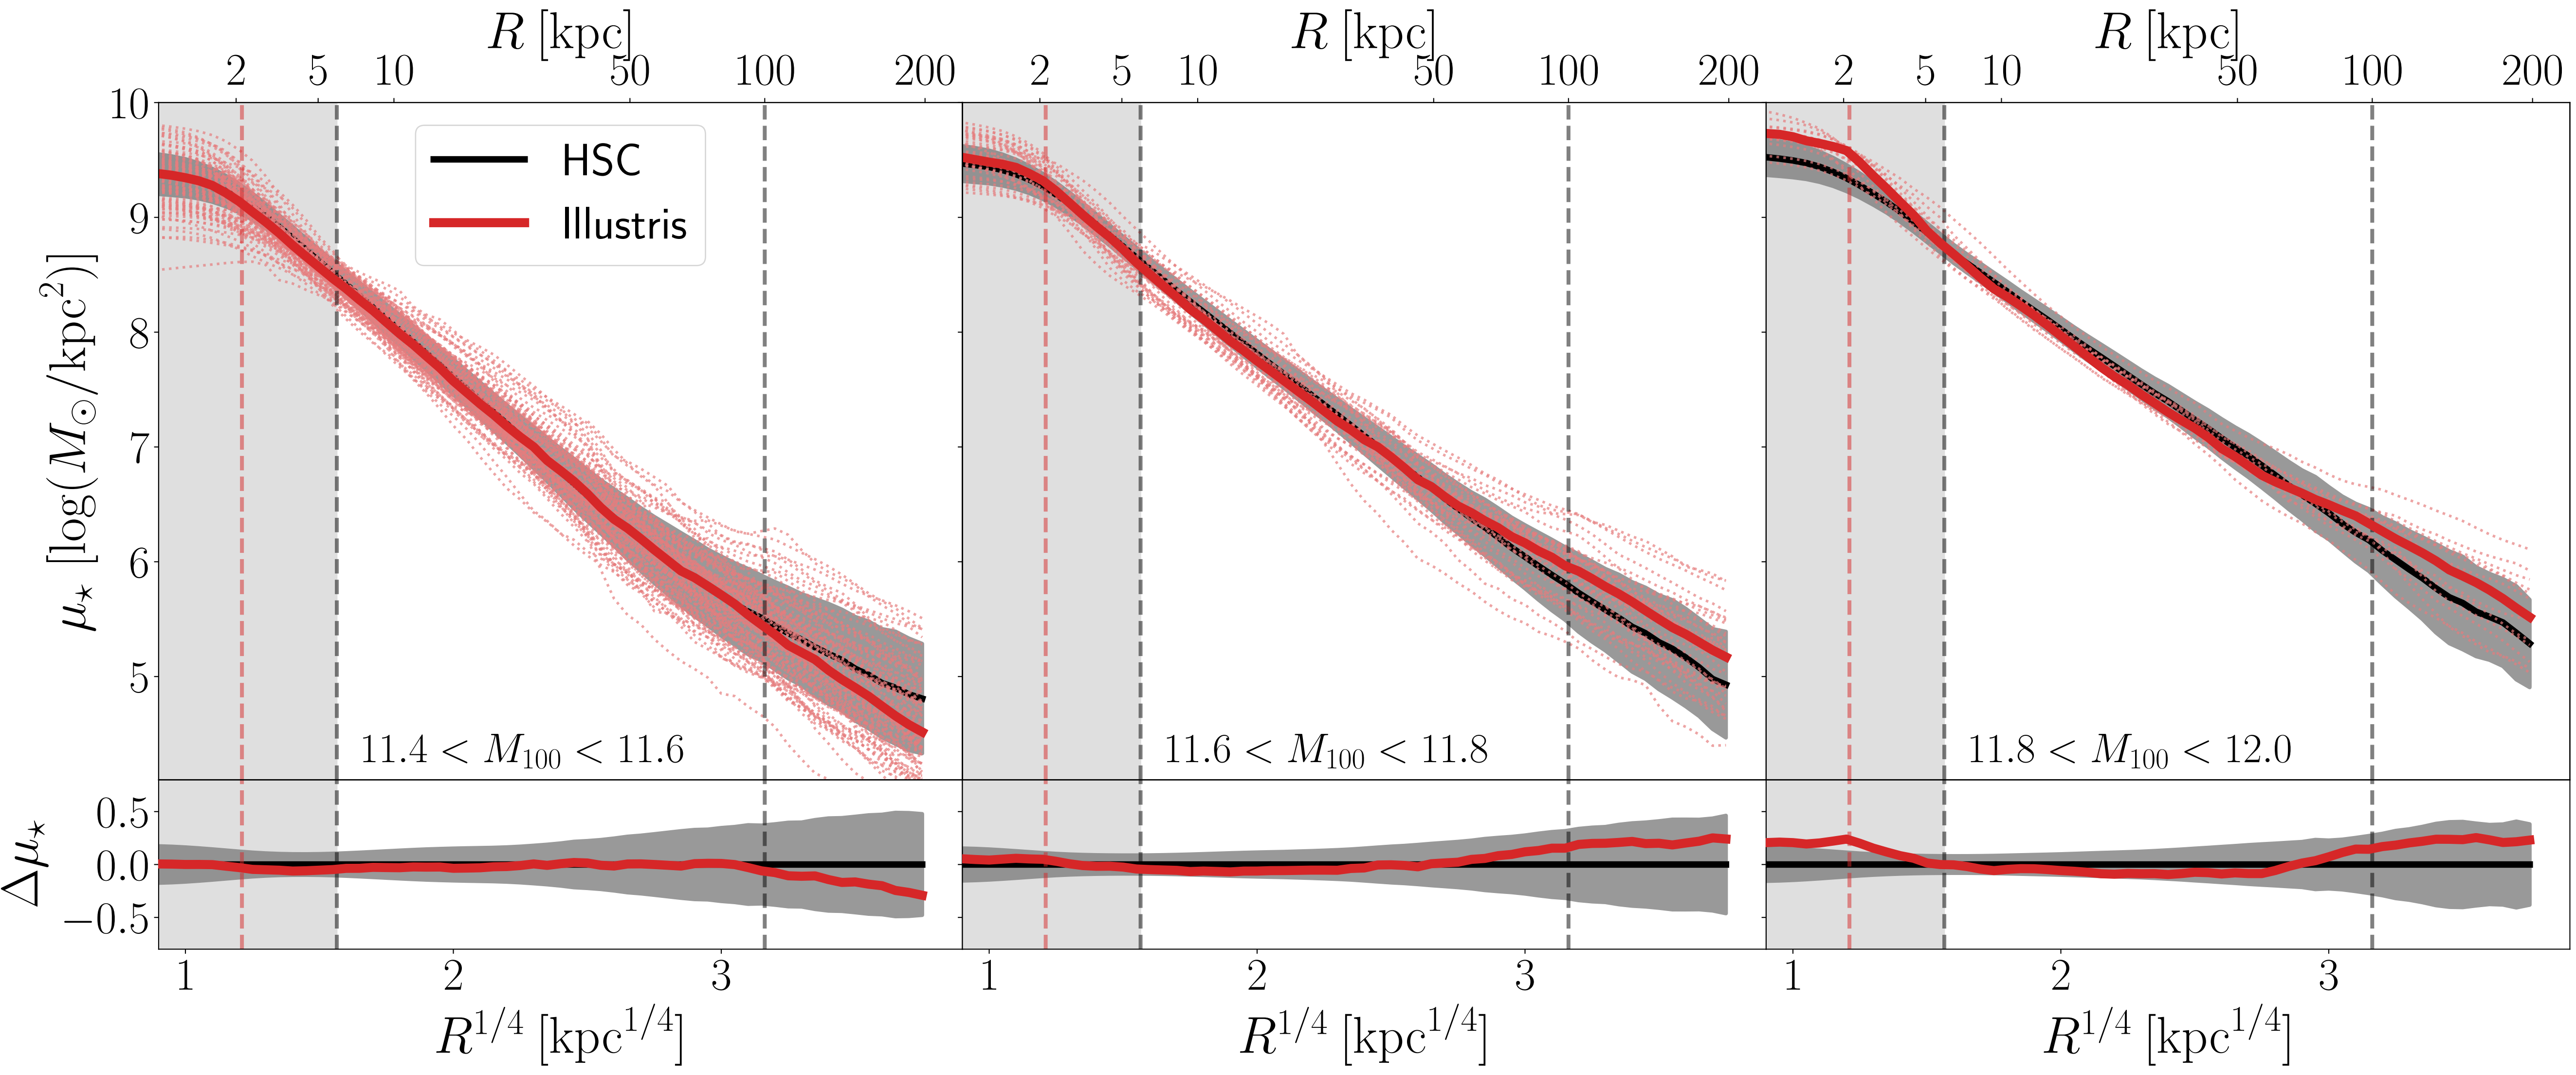 R [kpc] R [kpc] R [kpc]
2 5 10 50 100 200 2 5 10 50 100 200 2 5 10 50 100 200
10
HSC
9
Illlustris
8
μ⋆ [log(M⊙/kpc²)]
7
6
5
11.4 < M₁₀₀ < 11.6 11.6 < M₁₀₀ < 11.8 11.8 < M₁₀₀ < 12.0
0.5
Δμ⋆ 0.0
−0.5
1 2 3 1 2 3 1 2 3
R^{1/4} [kpc^{1/4}] R^{1/4} [kpc^{1/4}] R^{1/4} [kpc^{1/4}]